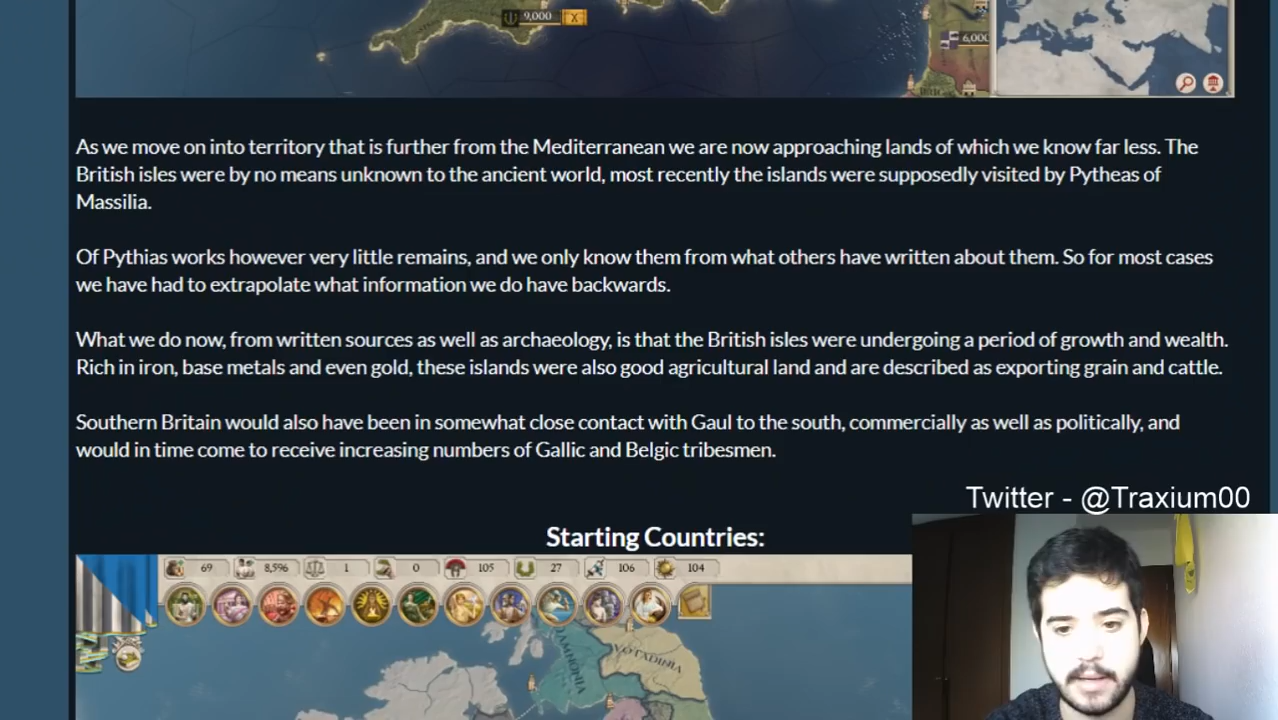 9,000
6,000
As we move on into territory that is further from the Mediterranean we are now approaching lands of which we know far less. The
British isles were by no means unknown to the ancient world, most recently the islands were supposedly visited by Pytheas of
Massilia.
Of Pythias works however very little remains, and we only know them from what others have written about them. So for most cases
we have had to extrapolate what information we do have backwards.
What we do now, from written sources as well as archaeology, is that the British isles were undergoing a period of growth and wealth.
Rich in iron, base metals and even gold, these islands were also good agricultural land and are described as exporting grain and cattle.
Southern Britain would also have been in somewhat close contact with Gaul to the south, commercially as well as politically, and
would in time come to receive increasing numbers of Gallic and Belgic tribesmen.
Twitter - @Traxium00
Starting Countries:
69 8,596 1 0 105 27 106 104
DAMNONIA
VOTADINIA